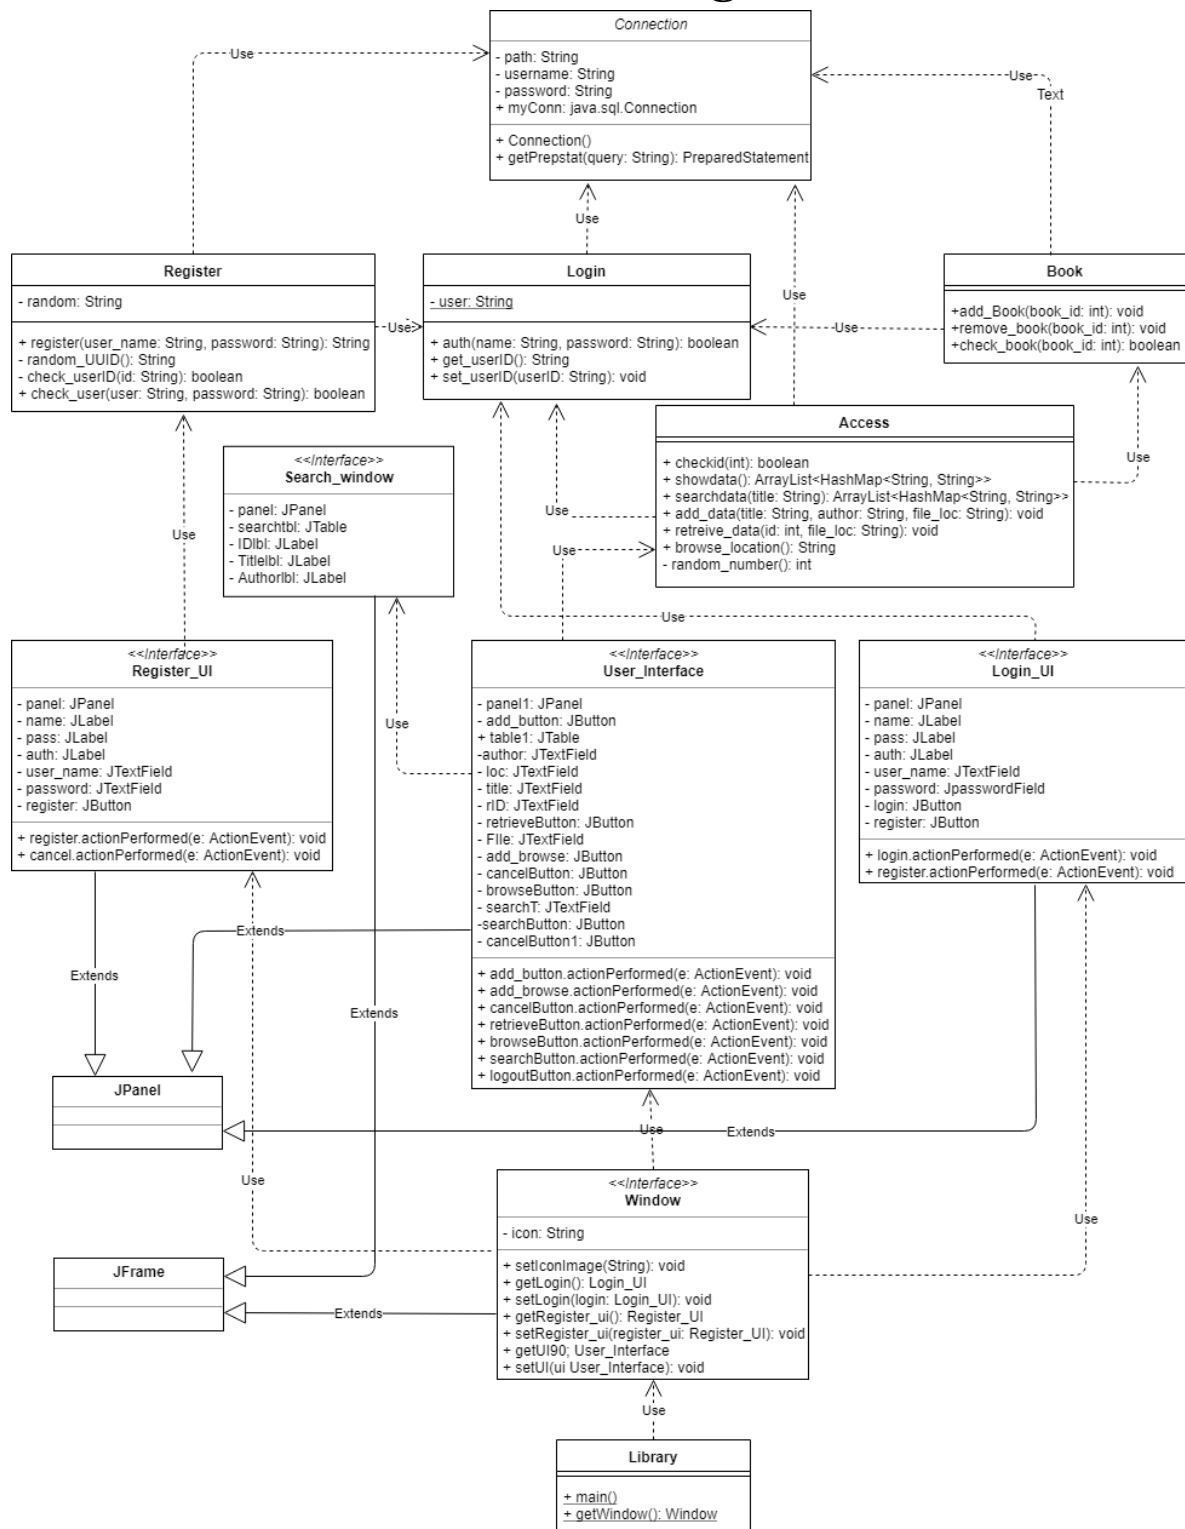 Connection
- path: String
- username: String
- password: String
+ myConn: java.sql.Connection
+ Connection()
+ getPrepstat(query: String): PreparedStatement
Use
Use
Text
Use
Use
Register
- random: String
+ register(user_name: String, password: String): String
- random_UUID(): String
- check_userID(id: String): boolean
+ check_user(user: String, password: String): boolean
Use
Login
- user: String
+ auth(name: String, password: String): boolean
+ get_userID(): String
+ set_userID(userID: String): void
Use
Book
+add_Book(book_id: int): void
+remove_book(book_id: int): void
+check_book(book_id: int): boolean
Access
+ checkid(int): boolean
+ showdata(): ArrayList<HashMap<String, String>>
+ searchdata(title: String): ArrayList<HashMap<String, String>>
+ add_data(title: String, author: String, file_loc: String): void
+ retreive_data(id: int, file_loc: String): void
+ browse_location(): String
- random_number(): int
Use
<<Interface>>
Search_window
- panel: JPanel
- searchtbl: JTable
- IDlbl: JLabel
- Titlelbl: JLabel
- Authorlbl: JLabel
Use
Use
Use
<<Interface>>
Register_UI
- panel: JPanel
- name: JLabel
- pass: JLabel
- auth: JLabel
- user_name: JTextField
- password: JTextField
- register: JButton
+ register.actionPerformed(e: ActionEvent): void
+ cancel.actionPerformed(e: ActionEvent): void
Use
<<Interface>>
User_Interface
- panel1: JPanel
- add_button: JButton
+ table1: JTable
-author: JTextField
- loc: JTextField
- title: JTextField
- rID: JTextField
- retrieveButton: JButton
- FIle: JTextField
- add_browse: JButton
- cancelButton: JButton
- browseButton: JButton
- searchT: JTextField
-searchButton: JButton
- cancelButton1: JButton
+ add_button.actionPerformed(e: ActionEvent): void
+ add_browse.actionPerformed(e: ActionEvent): void
+ cancelButton.actionPerformed(e: ActionEvent): void
+ retrieveButton.actionPerformed(e: ActionEvent): void
+ browseButton.actionPerformed(e: ActionEvent): void
+ searchButton.actionPerformed(e: ActionEvent): void
+ logoutButton.actionPerformed(e: ActionEvent): void
<<Interface>>
Login_UI
- panel: JPanel
- name: JLabel
- pass: JLabel
- auth: JLabel
- user_name: JTextField
- password: JpasswordField
- login: JButton
- register: JButton
+ login.actionPerformed(e: ActionEvent): void
+ register.actionPerformed(e: ActionEvent): void
Extends
Extends
Extends
JPanel
Extends
Use
Use
Use
<<Interface>>
Window
- icon: String
+ setIconImage(String): void
+ getLogin(): Login_UI
+ setLogin(login: Login_UI): void
+ getRegister_ui(): Register_UI
+ setRegister_ui(register_ui: Register_UI): void
+ getUI90; User_Interface
+ setUI(ui User_Interface): void
JFrame
Extends
Use
Library
+ main()
+ getWindow(): Window